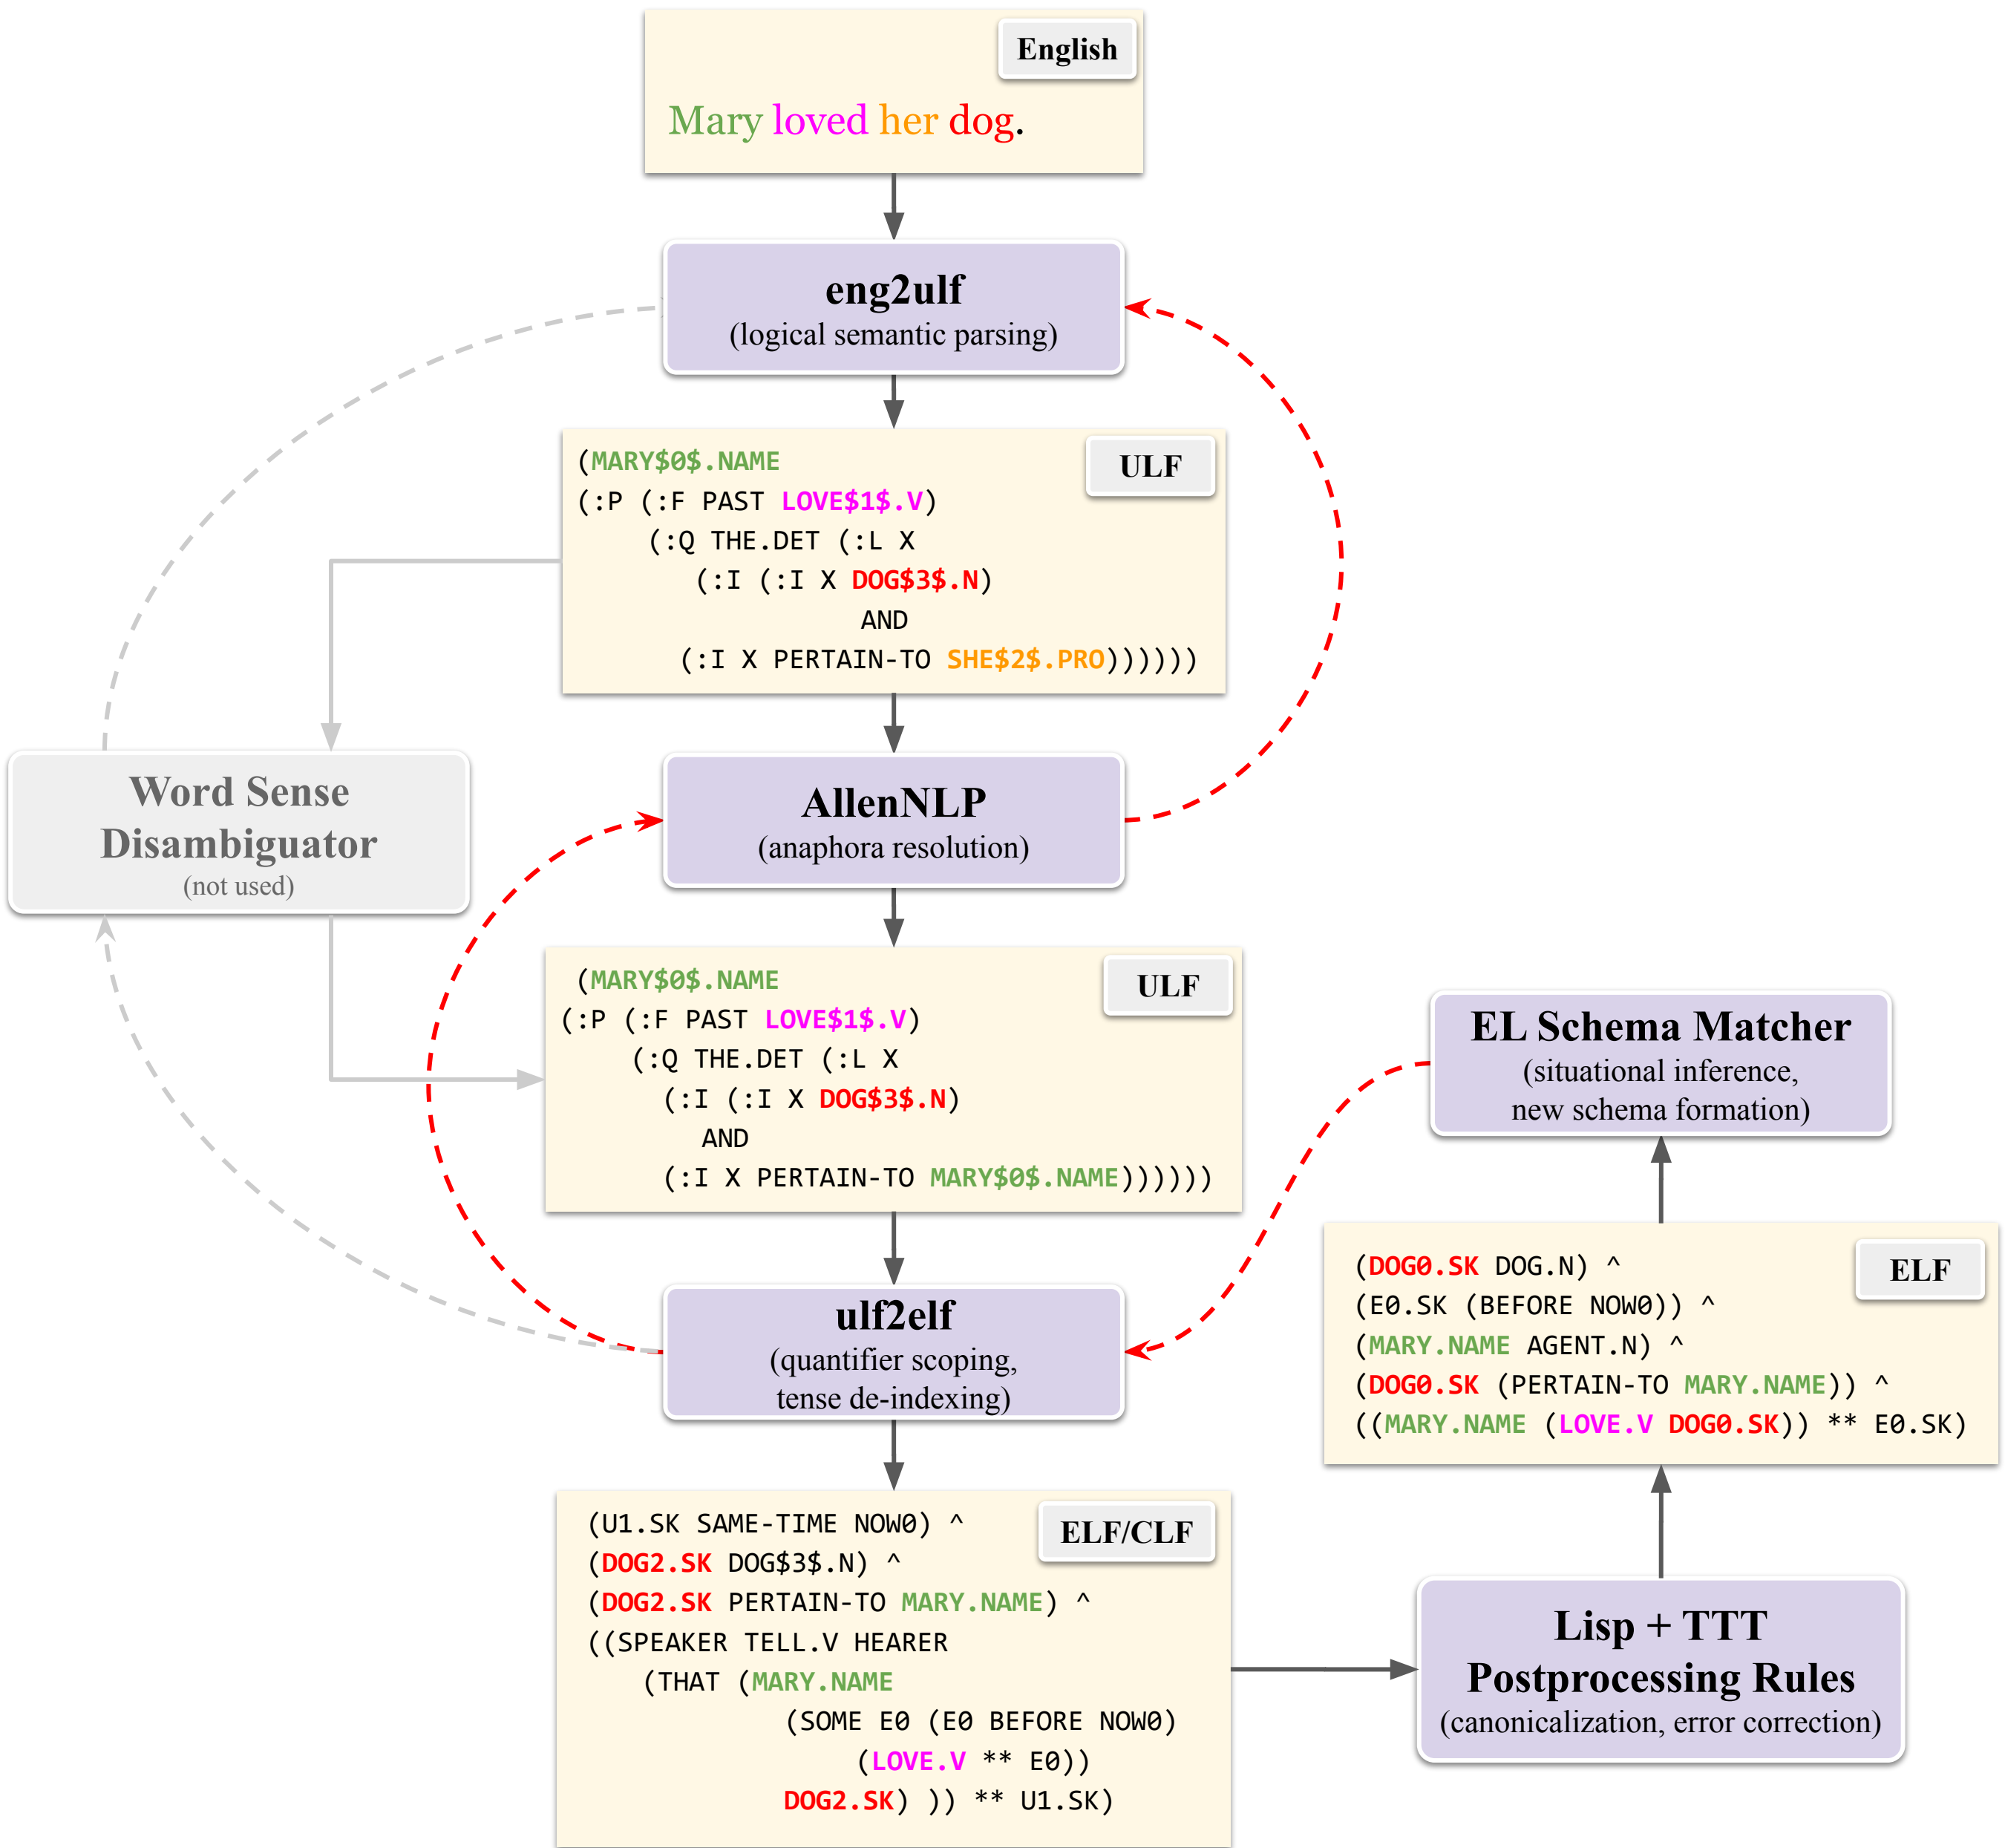 English
Mary loved her dog.
eng2ulf
(logical semantic parsing)
ULF
(MARY$0$.NAME
(:P (:F PAST LOVE$1$.V)
(:Q THE.DET (:L X
(:I (:I X DOG$3$.N)
AND
(:I X PERTAIN-TO SHE$2$.PRO))))))
Word Sense
Disambiguator
(not used)
AllenNLP
(anaphora resolution)
ULF
(MARY$0$.NAME
(:P (:F PAST LOVE$1$.V)
(:Q THE.DET (:L X
(:I (:I X DOG$3$.N)
AND
(:I X PERTAIN-TO MARY$0$.NAME))))))
ulf2elf
(quantifier scoping,
tense de-indexing)
ELF/CLF
(U1.SK SAME-TIME NOW0) ^
(DOG2.SK DOG$3$.N) ^
(DOG2.SK PERTAIN-TO MARY.NAME) ^
((SPEAKER TELL.V HEARER
(THAT (MARY.NAME
(SOME E0 (E0 BEFORE NOW0)
(LOVE.V ** E0))
DOG2.SK) )) ** U1.SK)
Lisp + TTT
Postprocessing Rules
(canonicalization, error correction)
ELF
(DOG0.SK DOG.N) ^
(E0.SK (BEFORE NOW0)) ^
(MARY.NAME AGENT.N) ^
(DOG0.SK (PERTAIN-TO MARY.NAME)) ^
((MARY.NAME (LOVE.V DOG0.SK)) ** E0.SK)
EL Schema Matcher
(situational inference,
new schema formation)